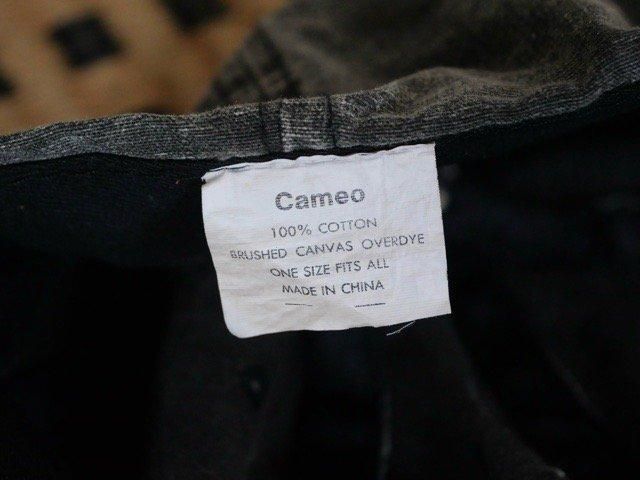 Cameo
100% COTTON
BRUSHED CANVAS OVERDYE
ONE SIZE FITS ALL
MADE IN CHINA